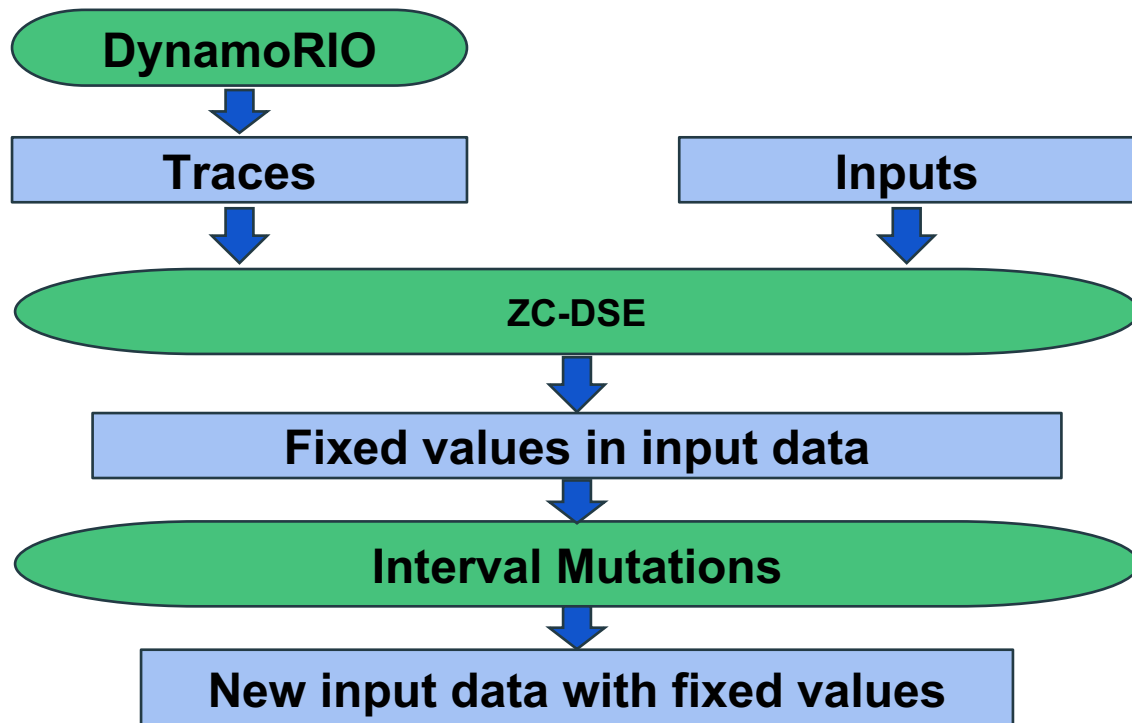 DynamoRIO
Traces
Inputs
ZC-DSE
Fixed values in input data
Interval Mutations
New input data with fixed values